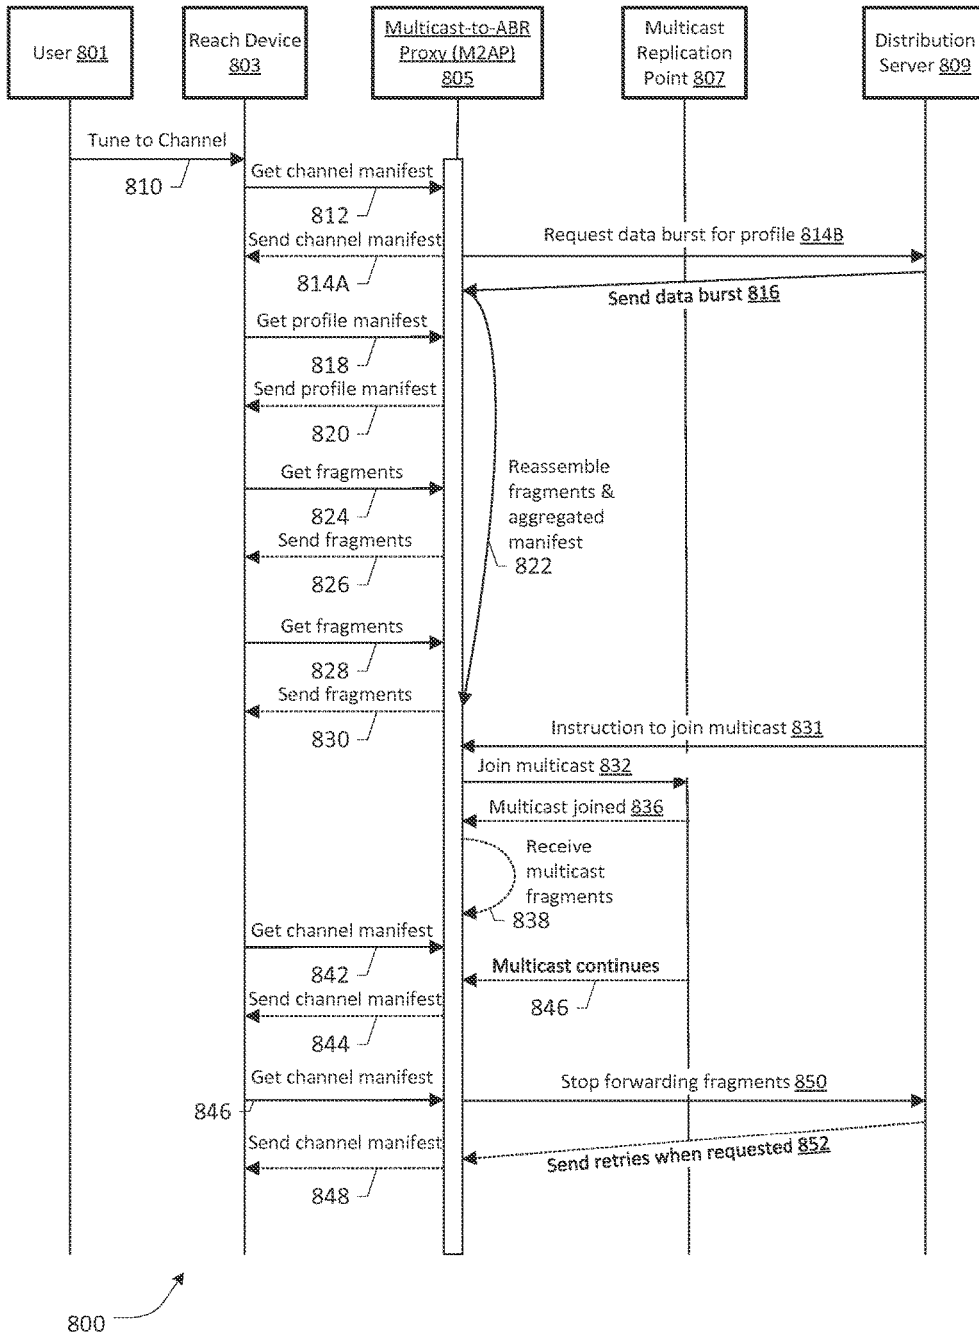 User 801
Reach Device
803
Multicast-to-ABR
Proxy (M2AP)
805
Multicast
Replication
Point 807
Distribution
Server 809
Tune to Channel
810
Get channel manifest
812
Send channel manifest
814A
Request data burst for profile 814B
Send data burst 816
Get profile manifest
818
Send profile manifest
820
Get fragments
824
Send fragments
826
Reassemble
fragments &
aggregated
manifest
822
Get fragments
828
Send fragments
830
Instruction to join multicast 831
Join multicast 832
Multicast joined 836
Receive
multicast
fragments
838
Get channel manifest
842
Multicast continues
846
Send channel manifest
844
Get channel manifest
846
Stop forwarding fragments 850
Send channel manifest
848
Send retries when requested 852
800